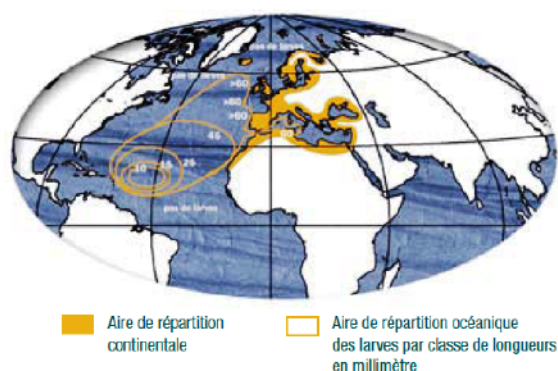 pas de larves
pas de larves
>60
>60
>60
60
45
25
15
10
pas de larves
Aire de répartition
continentale
Aire de répartition océanique
des larves par classe de longueurs
en millimètre